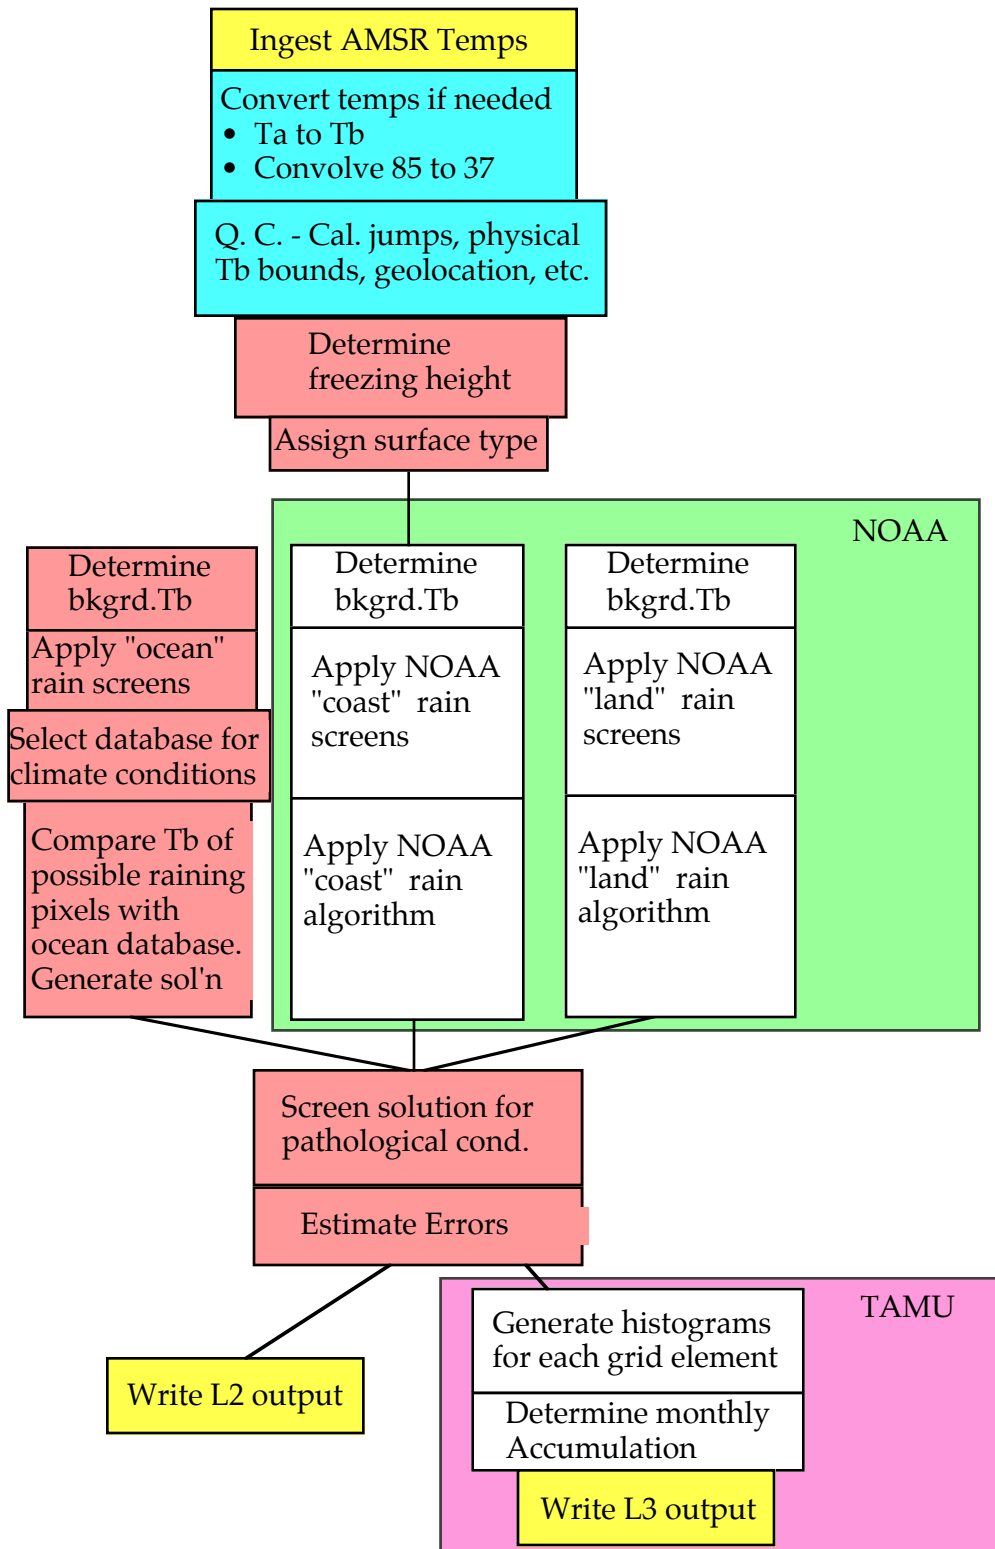 Ingest AMSR Temps
Convert temps if needed
• Ta to Tb
• Convolve 85 to 37
Q. C. - Cal. jumps, physical
Tb bounds, geolocation, etc.
Determine
freezing height
Assign surface type
NOAA
Determine
bkgrd.Tb
Apply "ocean"
rain screens
Select database for
climate conditions
Compare Tb of
possible raining
pixels with
ocean database.
Generate sol'n
Determine
bkgrd.Tb
Apply NOAA
"coast" rain
screens
Apply NOAA
"coast" rain
algorithm
Determine
bkgrd.Tb
Apply NOAA
"land" rain
screens
Apply NOAA
"land" rain
algorithm
Screen solution for
pathological cond.
Estimate Errors
Write L2 output
TAMU
Generate histograms
for each grid element
Determine monthly
Accumulation
Write L3 output